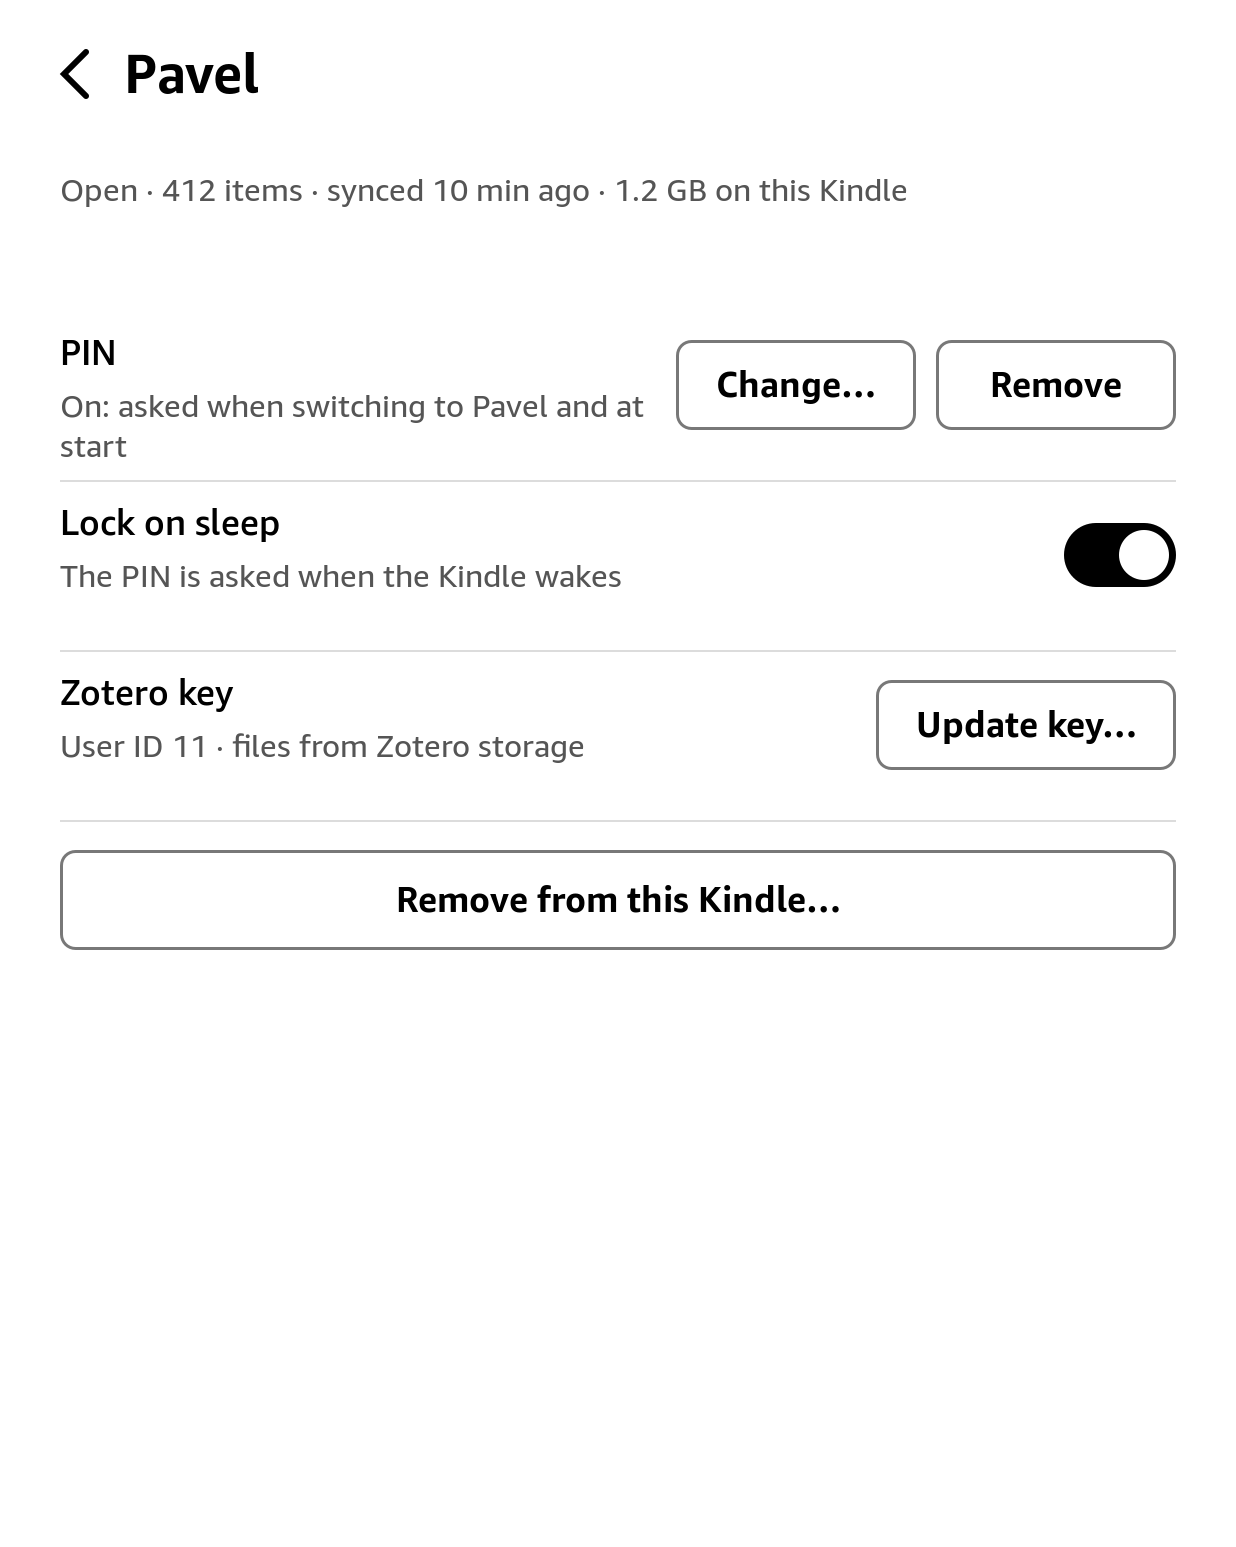 Pavel
Open · 412 items · synced 10 min ago · 1.2 GB on this Kindle
PIN
On: asked when switching to Pavel and at
start
Change…
Remove
Lock on sleep
The PIN is asked when the Kindle wakes
Zotero key
User ID 11 · files from Zotero storage
Update key…
Remove from this Kindle…